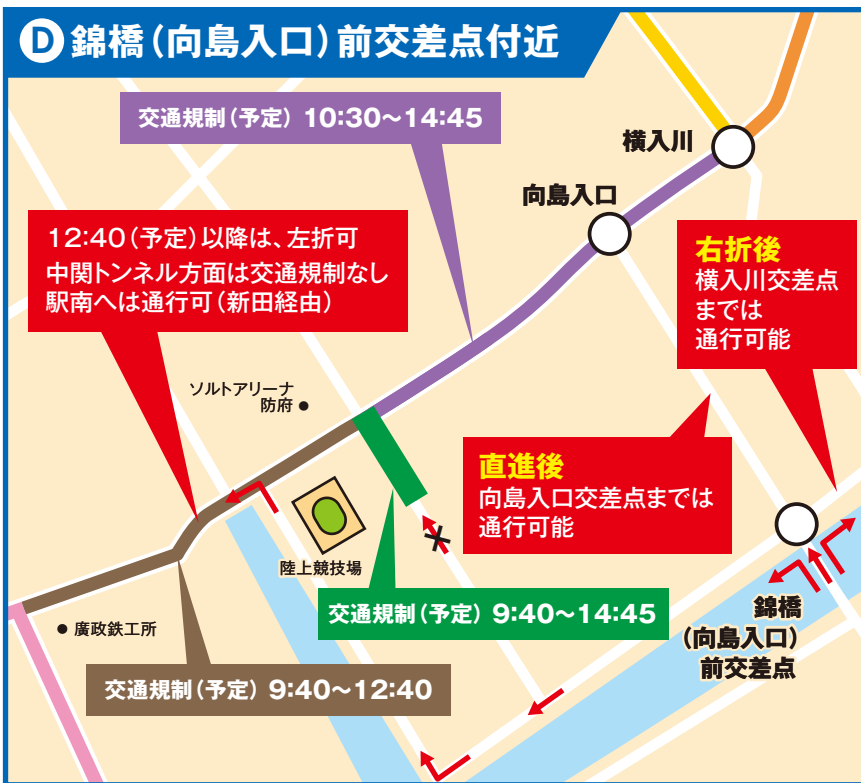 D 錦橋（向島入口）前交差点付近
交通規制（予定） 10:30～14:45
横入川
向島入口
12:40（予定）以降は、左折可
中関トンネル方面は交通規制なし
駅南へは通行可（新田経由）
右折後
横入川交差点
までは
通行可能
ソルトアリーナ
防府
直進後
向島入口交差点までは
通行可能
陸上競技場
交通規制（予定） 9:40～14:45
錦橋
（向島入口）
前交差点
廣政鉄工所
交通規制（予定） 9:40～12:40